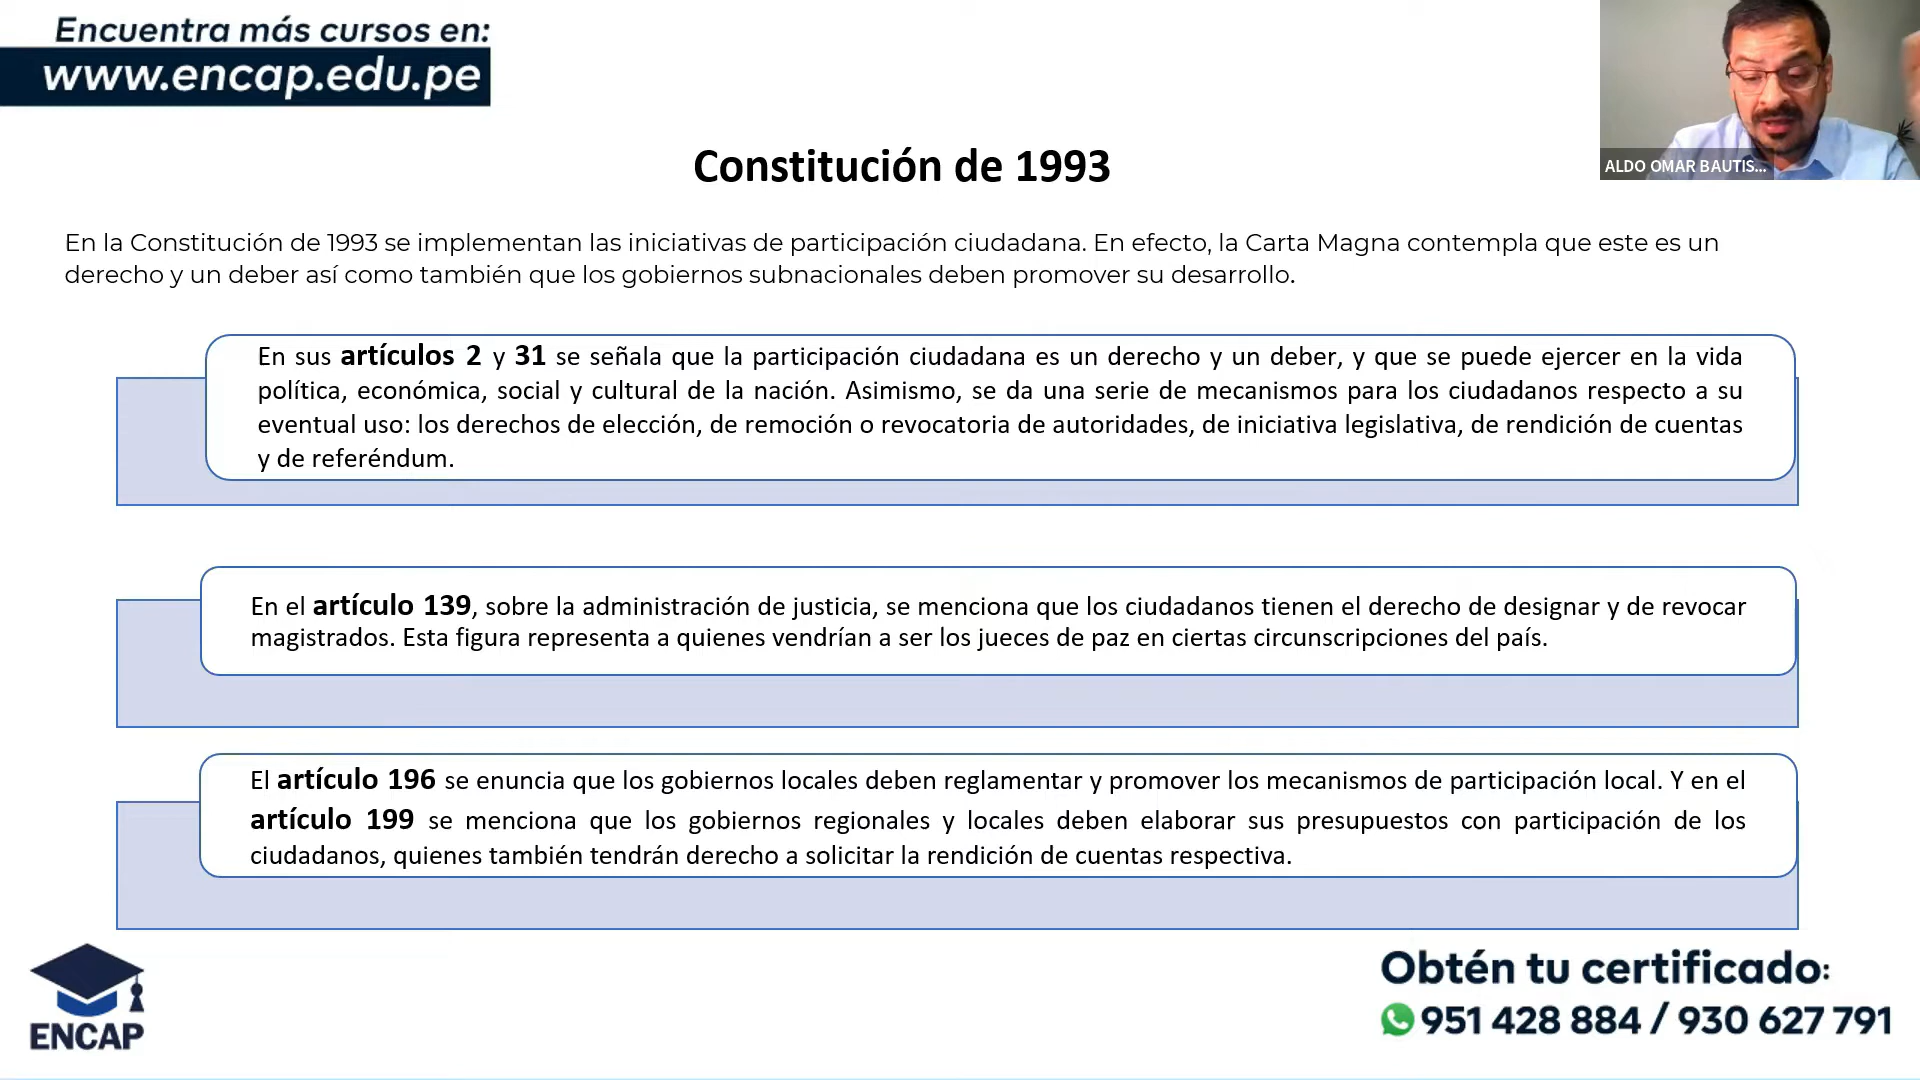 Encuentra más cursos en:
www.encap.edu.pe
ALDO OMAR BAUTIS...
Constitución de 1993
En la Constitución de 1993 se implementan las iniciativas de participación ciudadana. En efecto, la Carta Magna contempla que este es un
derecho y un deber así como también que los gobiernos subnacionales deben promover su desarrollo.
En sus artículos 2 y 31 se señala que la participación ciudadana es un derecho y un deber, y que se puede ejercer en la vida
política, económica, social y cultural de la nación. Asimismo, se da una serie de mecanismos para los ciudadanos respecto a su
eventual uso: los derechos de elección, de remoción o revocatoria de autoridades, de iniciativa legislativa, de rendición de cuentas
y de referéndum.
En el artículo 139, sobre la administración de justicia, se menciona que los ciudadanos tienen el derecho de designar y de revocar
magistrados. Esta figura representa a quienes vendrían a ser los jueces de paz en ciertas circunscripciones del país.
El artículo 196 se enuncia que los gobiernos locales deben reglamentar y promover los mecanismos de participación local. Y en el
artículo 199 se menciona que los gobiernos regionales y locales deben elaborar sus presupuestos con participación de los
ciudadanos, quienes también tendrán derecho a solicitar la rendición de cuentas respectiva.
ENCAP
Obtén tu certificado:
951 428 884 / 930 627 791